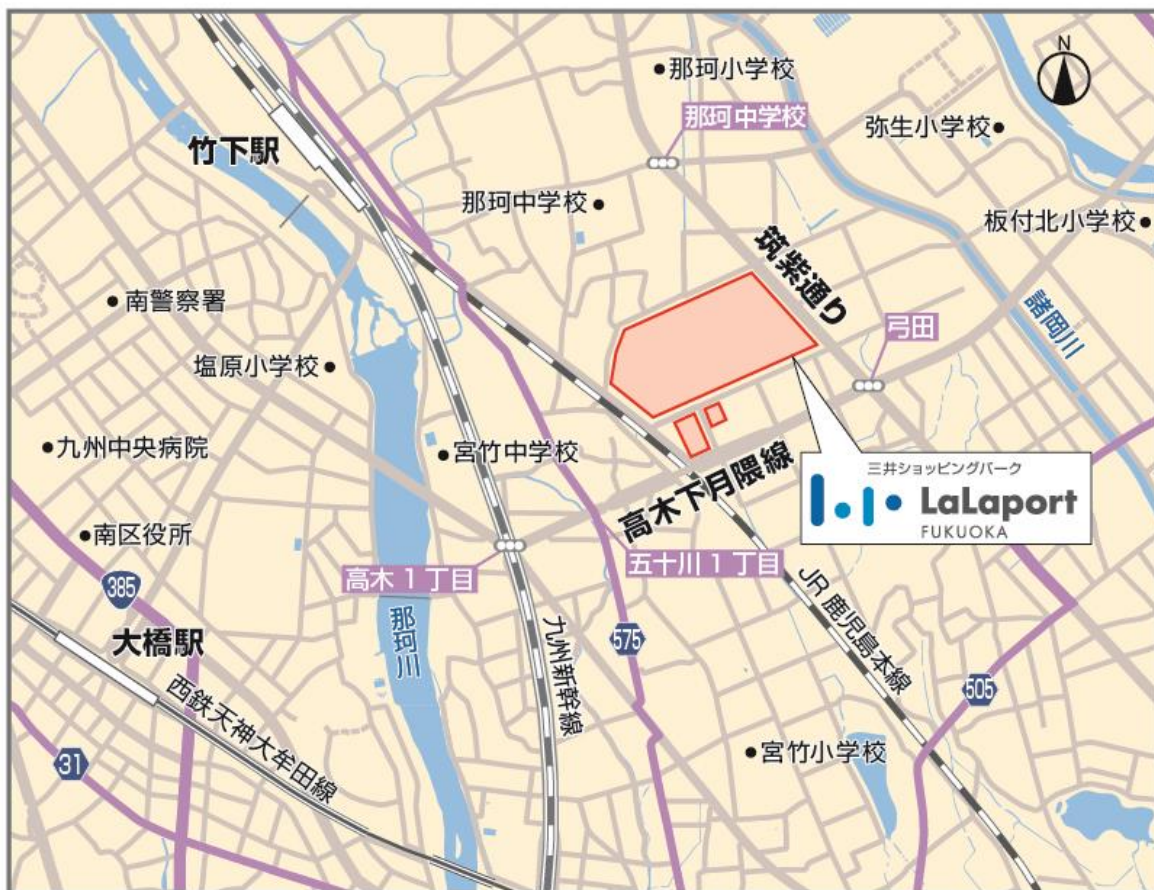 N
那珂小学校
那珂中学校
弥生小学校
竹下駅
那珂中学校
板付北小学校
筑紫通り
南警察署
諸岡川
弓田
塩原小学校
九州中央病院
宮竹中学校
三井ショッピングパーク
LaLaport
FUKUOKA
高木下月隈線
南区役所
高木1丁目
五十川1丁目
385
大橋駅
那珂川
九州新幹線
575
JR鹿児島本線
505
西鉄天神大牟田線
31
宮竹小学校